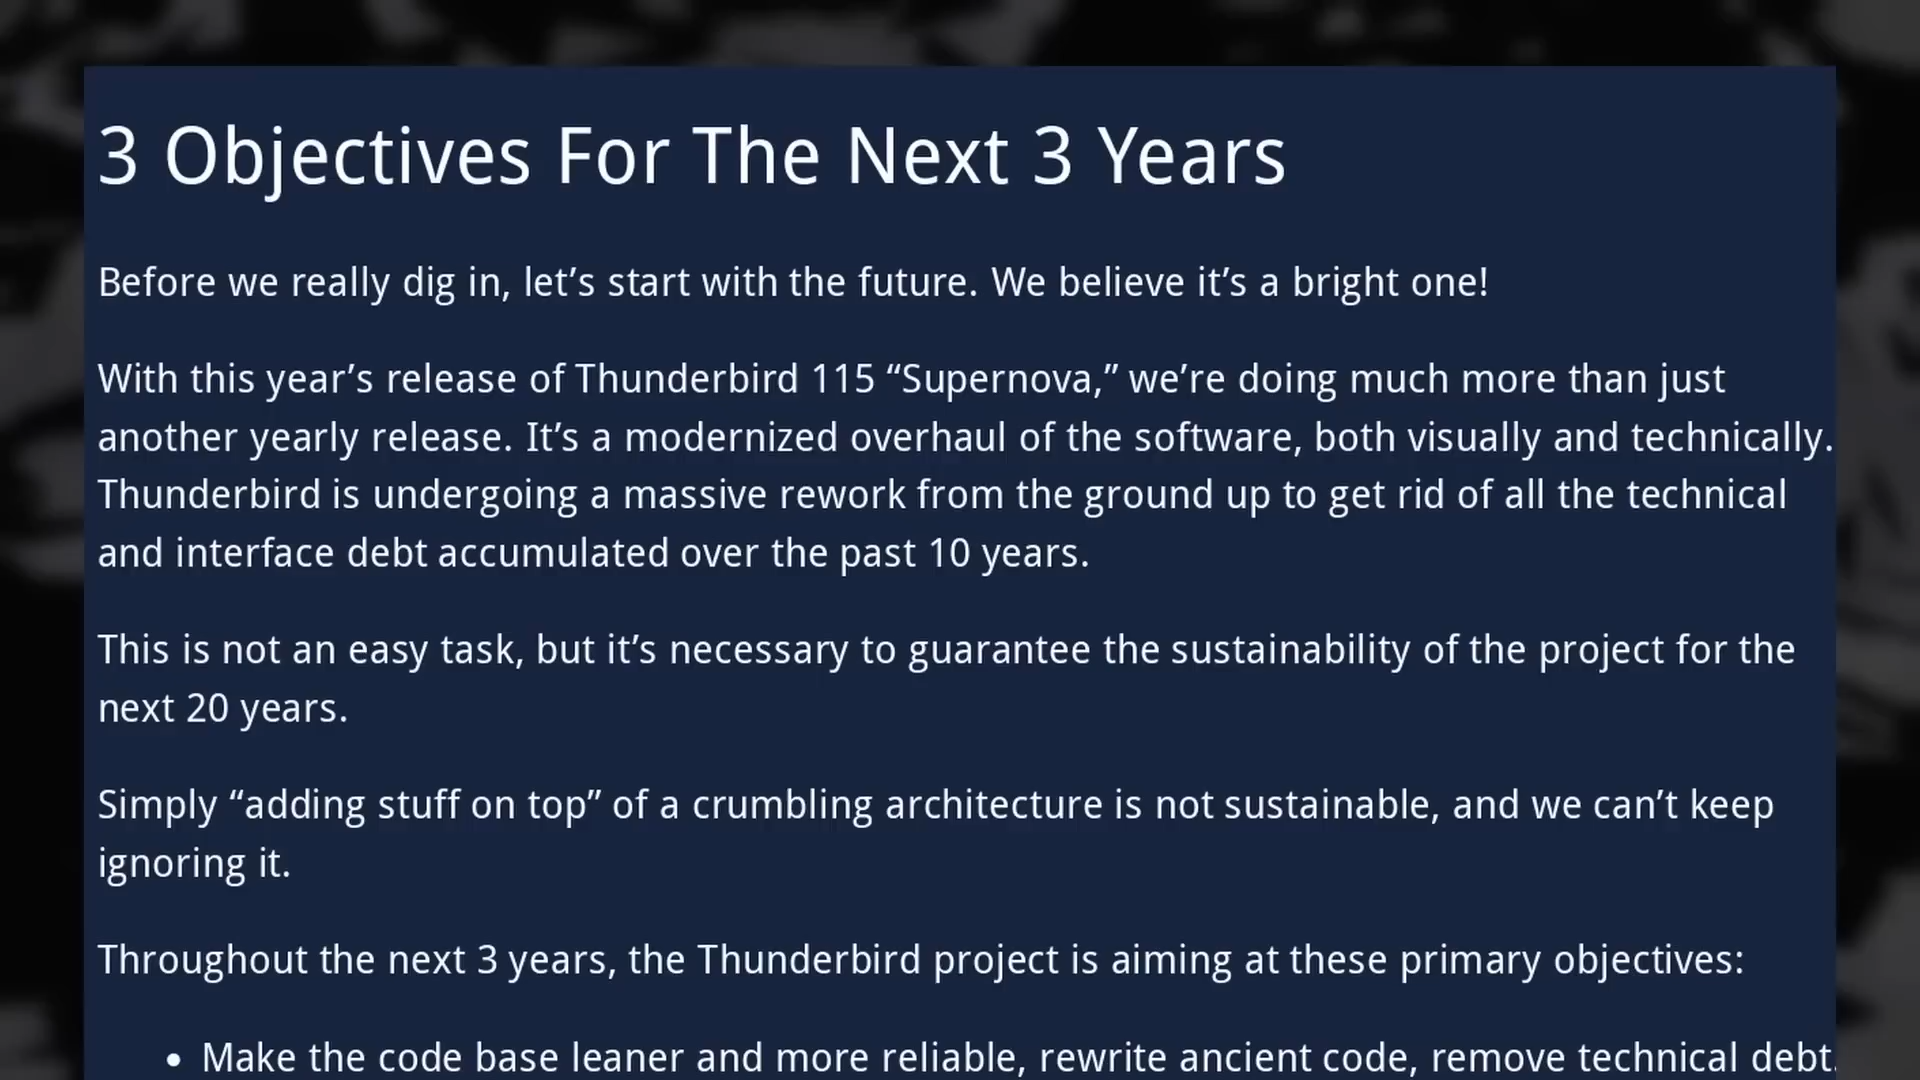 3 Objectives For The Next 3 Years
Before we really dig in, let’s start with the future. We believe it’s a bright one!
With this year’s release of Thunderbird 115 “Supernova,” we’re doing much more than just
another yearly release. It’s a modernized overhaul of the software, both visually and technically.
Thunderbird is undergoing a massive rework from the ground up to get rid of all the technical
and interface debt accumulated over the past 10 years.
This is not an easy task, but it’s necessary to guarantee the sustainability of the project for the
next 20 years.
Simply “adding stuff on top” of a crumbling architecture is not sustainable, and we can’t keep
ignoring it.
Throughout the next 3 years, the Thunderbird project is aiming at these primary objectives:
• Make the code base leaner and more reliable, rewrite ancient code, remove technical debt.